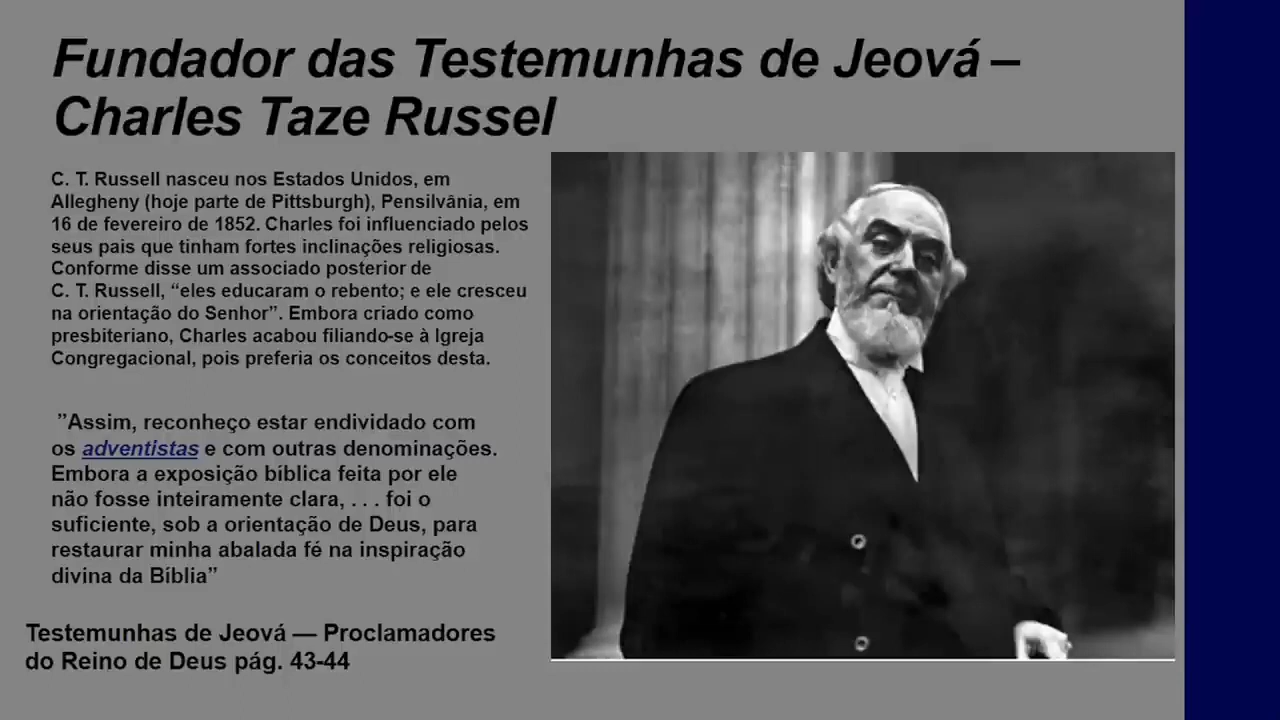 Fundador das Testemunhas de Jeová –
Charles Taze Russel
C. T. Russell nasceu nos Estados Unidos, em
Allegheny (hoje parte de Pittsburgh), Pensilvânia, em
16 de fevereiro de 1852. Charles foi influenciado pelos
seus pais que tinham fortes inclinações religiosas.
Conforme disse um associado posterior de
C. T. Russell, “eles educaram o rebento; e ele cresceu
na orientação do Senhor”. Embora criado como
presbiteriano, Charles acabou filiando-se à Igreja
Congregacional, pois preferia os conceitos desta.
”Assim, reconheço estar endividado com
os adventistas e com outras denominações.
Embora a exposição bíblica feita por ele
não fosse inteiramente clara, . . . foi o
suficiente, sob a orientação de Deus, para
restaurar minha abalada fé na inspiração
divina da Bíblia”
Testemunhas de Jeová — Proclamadores
do Reino de Deus pág. 43-44